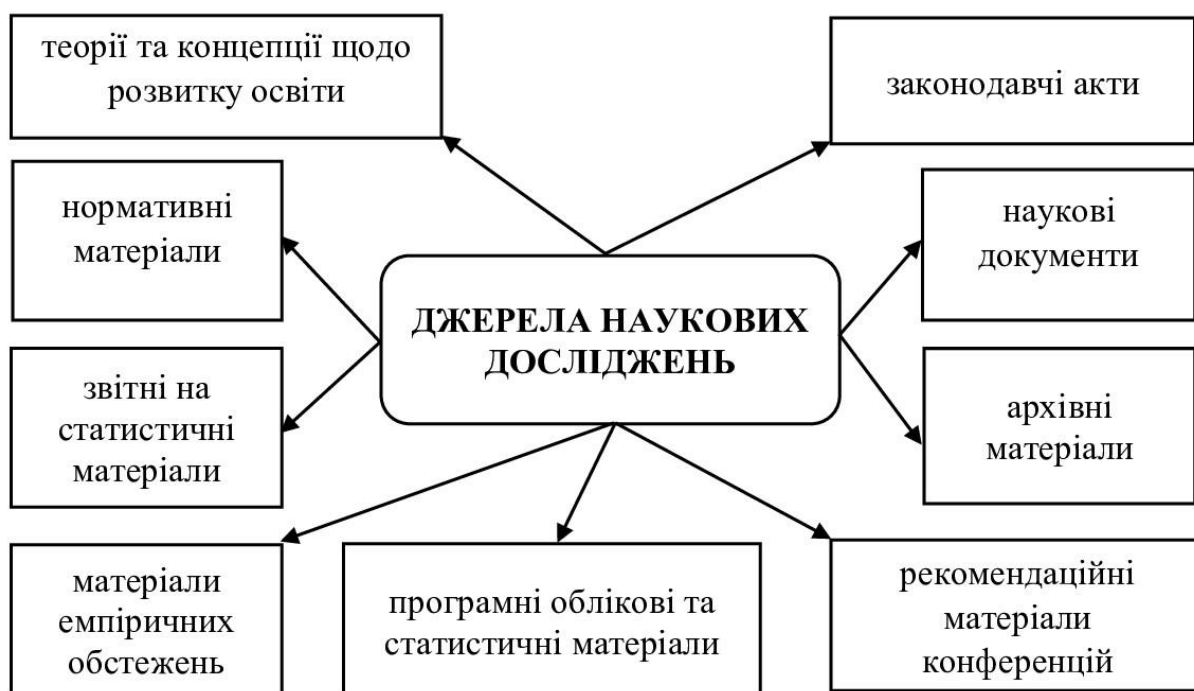 теорії та концепції щодо
розвитку освіти
законодавчі акти
нормативні
матеріали
наукові
документи
ДЖЕРЕЛА НАУКОВИХ
ДОСЛІДЖЕНЬ
звітні на
статистичні
матеріали
архівні
матеріали
матеріали
емпіричних
обстежень
програмні облікові та
статистичні матеріали
рекомендаційні
матеріали
конференцій